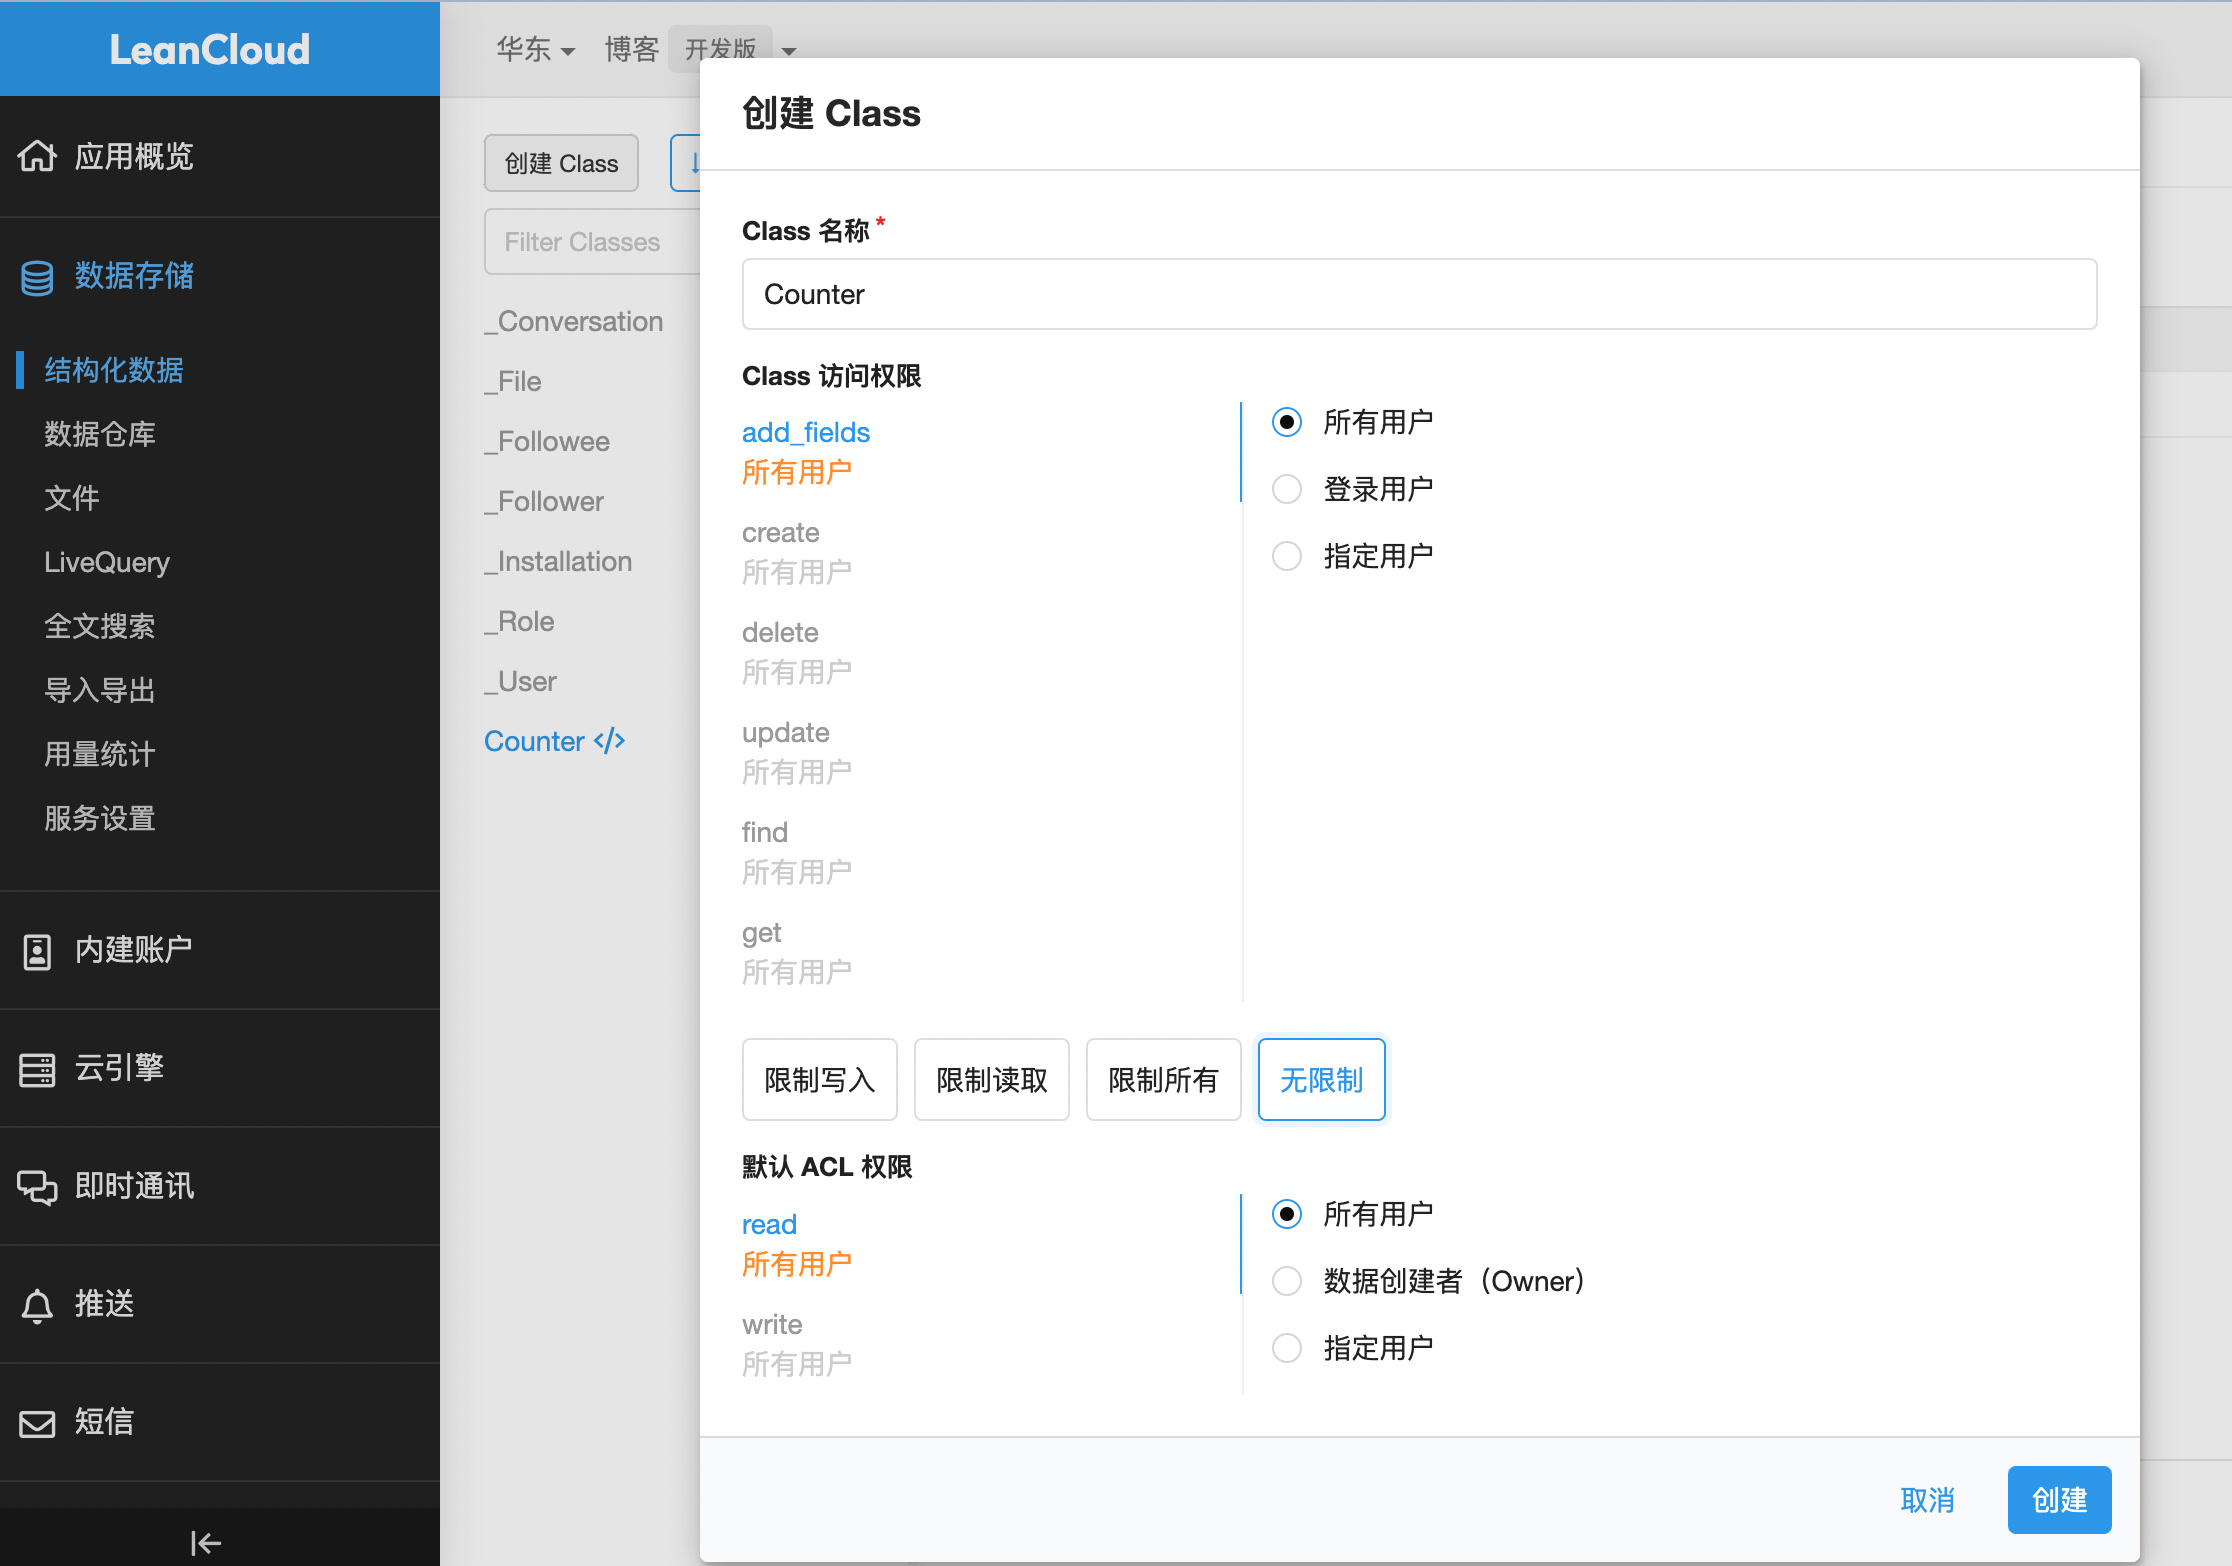 LeanCloud
应用概览
数据存储
结构化数据
数据仓库
文件
LiveQuery
全文搜索
导入导出
用量统计
服务设置
内建账户
云引擎
即时通讯
推送
短信
华东
博客 开发版
创建 Class
Filter Classes
_Conversation
_File
_Followee
_Follower
_Installation
_Role
_User
Counter </>
创建 Class
Class 名称 *
Counter
Class 访问权限
add_fields
所有用户
create
所有用户
delete
所有用户
update
所有用户
find
所有用户
get
所有用户
所有用户
登录用户
指定用户
限制写入 限制读取 限制所有 无限制
默认 ACL 权限
read
所有用户
write
所有用户
所有用户
数据创建者（Owner）
指定用户
取消 创建